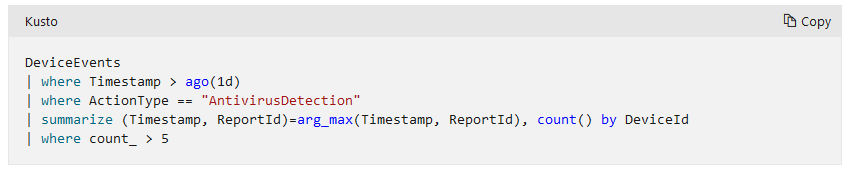 Kusto
Copy
DeviceEvents
| where Timestamp > ago(1d)
| where ActionType == "AntivirusDetection"
| summarize (Timestamp, ReportId)=arg_max(Timestamp, ReportId), count() by DeviceId
| where count_ > 5